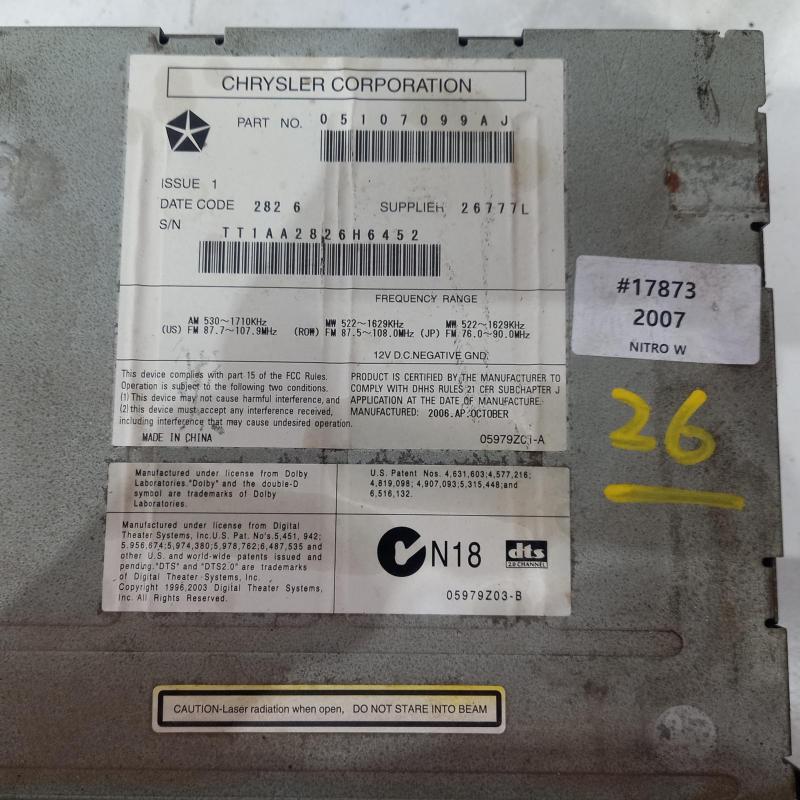 CHRYSLER CORPORATION
PART NO. 05107099AJ
ISSUE 1
DATE CODE 2826 SUPPLIER 26777L
S/N
TT1AA2826H6452
FREQUENCY RANGE
AM 530~1710KHz MW 522~1629KHz MW 522~1629KHz
(US) FM 87.7~107.9MHz (ROW) FM 87.5~108.0MHz (JP) FM 76.0~90.0MHz
12V D.C.NEGATIVE GND.
This device complies with part 15 of the FCC Rules.
Operation is subject to the following two conditions.
(1)This device may not cause harmful interference, and
(2)this device must accept any interference received,
including interference that may cause undesired operation.
MADE IN CHINA
PRODUCT IS CERTIFIED BY THE MANUFACTURER TO
COMPLY WITH DHHS RULES 21 CFR SUBCHAPTER J
APPLICATION AT THE DATE OF MANUFACTURE.
MANUFACTURED: 2006.AP.OCTOBER
05979Z01-A
#17873
2007
NITRO W
26
Manufactured under license from Dolby
Laboratories."Dolby" and the double-D
symbol are trademarks of Dolby
Laboratories.
U.S. Patent Nos. 4,631,603;4,577,216;
4,819,098; 4,907,093;5,315,448;and
6,516,132.
Manufactured under license from Digital
Theater Systems, Inc.U.S. Pat. No's.5,451, 942;
5,956,674;5,974,380;5,978,762;6,487,535 and
other U.S. and world-wide patents issued and
pending."DTS" and "DTS2.0" are trademarks
of Digital Theater Systems, Inc.
Copyright 1996,2003 Digital Theater Systems,
Inc. All Rights Reserved.
N18
dts
2.0 CHANNEL
05979Z03-B
CAUTION-Laser radiation when open, DO NOT STARE INTO BEAM